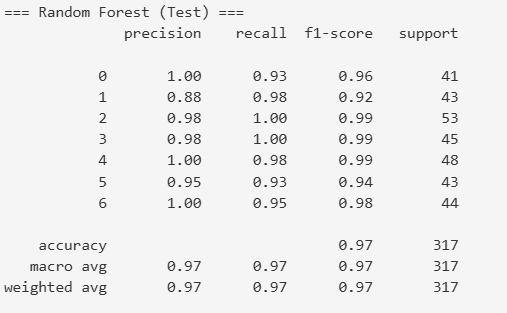 === Random Forest (Test) ===
precision recall f1-score support
0 1.00 0.93 0.96 41
1 0.88 0.98 0.92 43
2 0.98 1.00 0.99 53
3 0.98 1.00 0.99 45
4 1.00 0.98 0.99 48
5 0.95 0.93 0.94 43
6 1.00 0.95 0.98 44
accuracy 0.97 317
macro avg 0.97 0.97 0.97 317
weighted avg 0.97 0.97 0.97 317